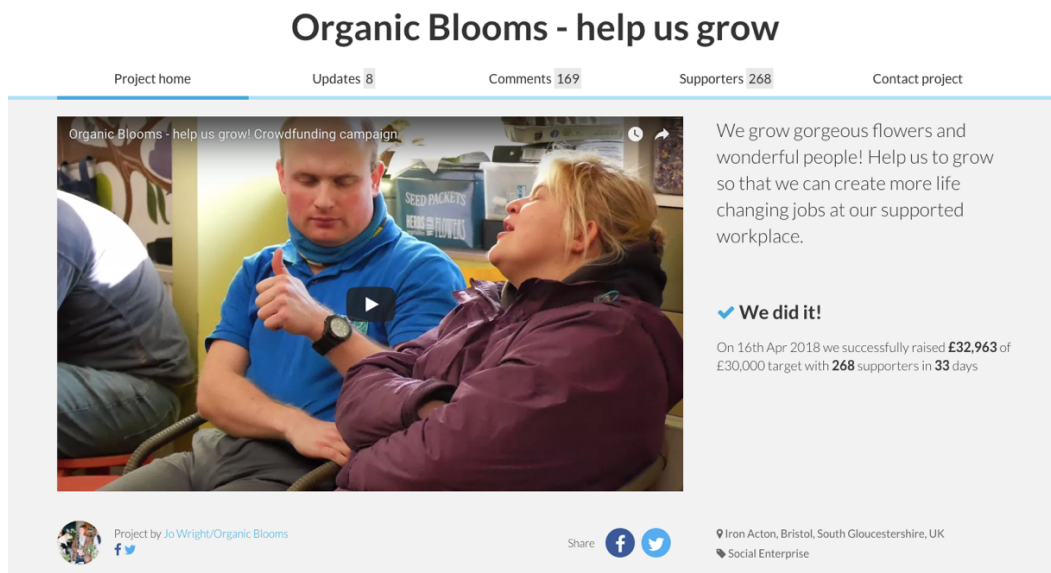 Organic Blooms - help us grow
Project home
Updates 8
Comments 169
Supporters 268
Contact project
Organic Blooms - help us grow! Crowdfunding campaign
SEED PACKETS
HERBS
FLOWERS
We grow gorgeous flowers and
wonderful people! Help us to grow
so that we can create more life
changing jobs at our supported
workplace.
We did it!
On 16th Apr 2018 we successfully raised £32,963 of
£30,000 target with 268 supporters in 33 days
Project by Jo Wright/Organic Blooms
Share
Iron Acton, Bristol, South Gloucestershire, UK
Social Enterprise